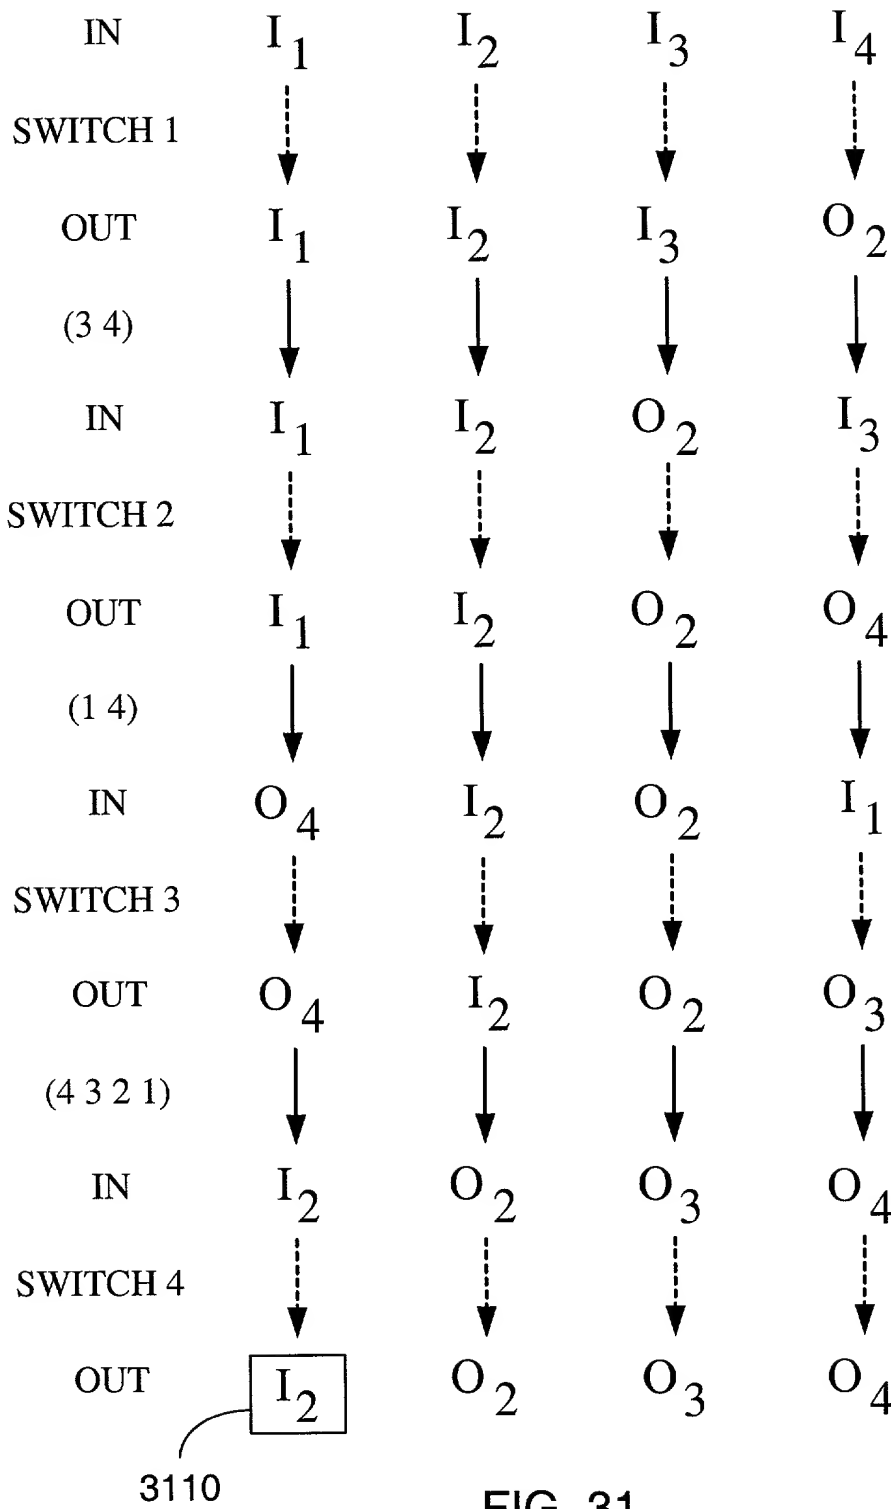 IN I1 I2 I3 I4
SWITCH 1
OUT I1 I2 I3 O2
(3 4)
IN I1 I2 O2 I3
SWITCH 2
OUT I1 I2 O2 O4
(1 4)
IN O4 I2 O2 I1
SWITCH 3
OUT O4 I2 O2 O3
(4 3 2 1)
IN I2 O2 O3 O4
SWITCH 4
OUT I2 O2 O3 O4
3110
FIG. 31